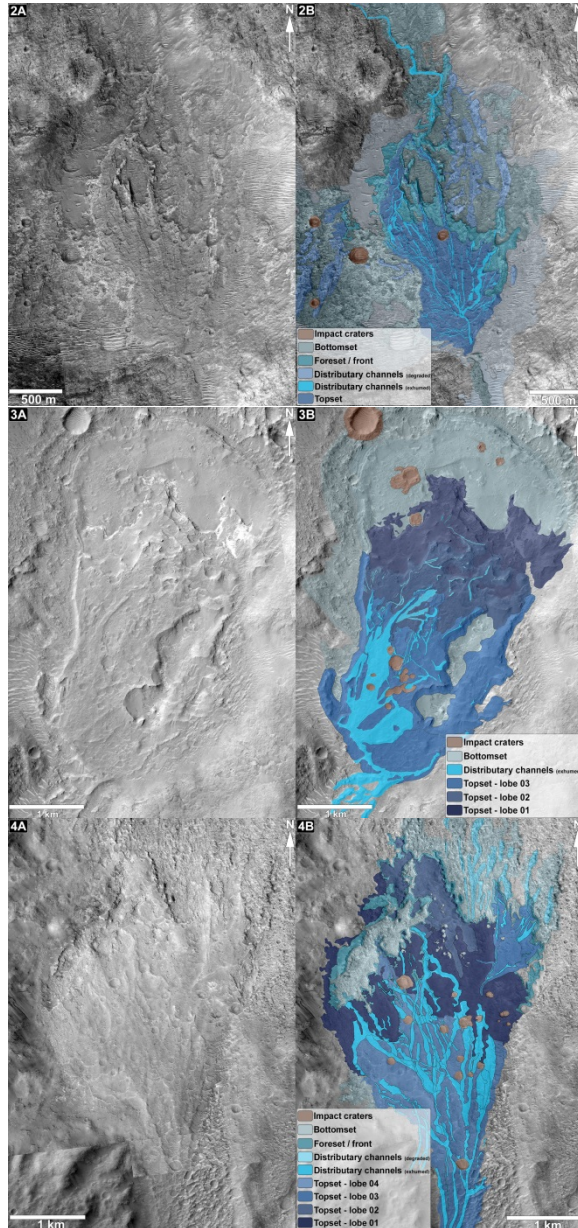 2A
N
500 m
2B
N
Impact craters
Bottomset
Foreset / front
Distributary channels (degraded)
Distributary channels (exhumed)
Topset
500 m
3A
N
1 km
3B
N
Impact craters
Bottomset
Distributary channels (exhumed)
Topset - lobe 03
Topset - lobe 02
Topset - lobe 01
1 km
4A
N
1 km
4B
N
Impact craters
Bottomset
Foreset / front
Distributary channels (degraded)
Distributary channels (exhumed)
Topset - lobe 04
Topset - lobe 03
Topset - lobe 02
Topset - lobe 01
1 km